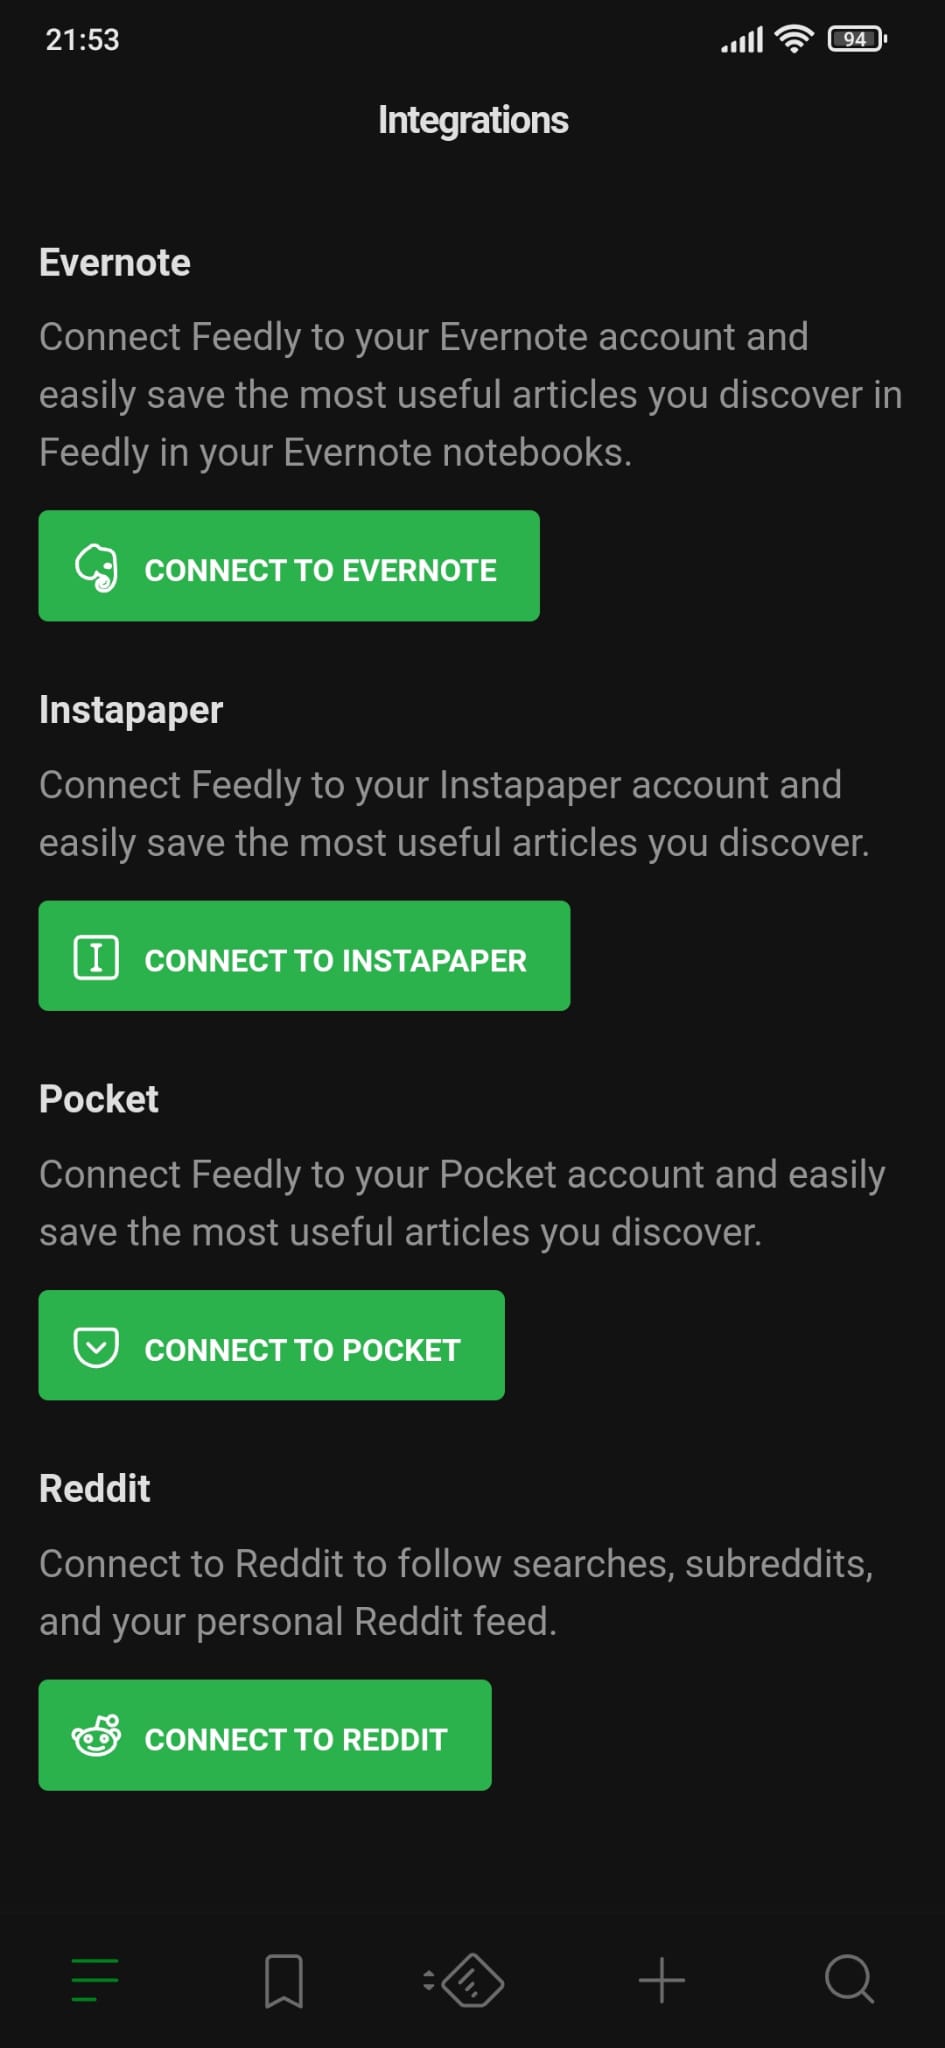 21:53
94
Integrations
Evernote
Connect Feedly to your Evernote account and
easily save the most useful articles you discover in
Feedly in your Evernote notebooks.
CONNECT TO EVERNOTE
Instapaper
Connect Feedly to your Instapaper account and
easily save the most useful articles you discover.
CONNECT TO INSTAPAPER
Pocket
Connect Feedly to your Pocket account and easily
save the most useful articles you discover.
CONNECT TO POCKET
Reddit
Connect to Reddit to follow searches, subreddits,
and your personal Reddit feed.
CONNECT TO REDDIT